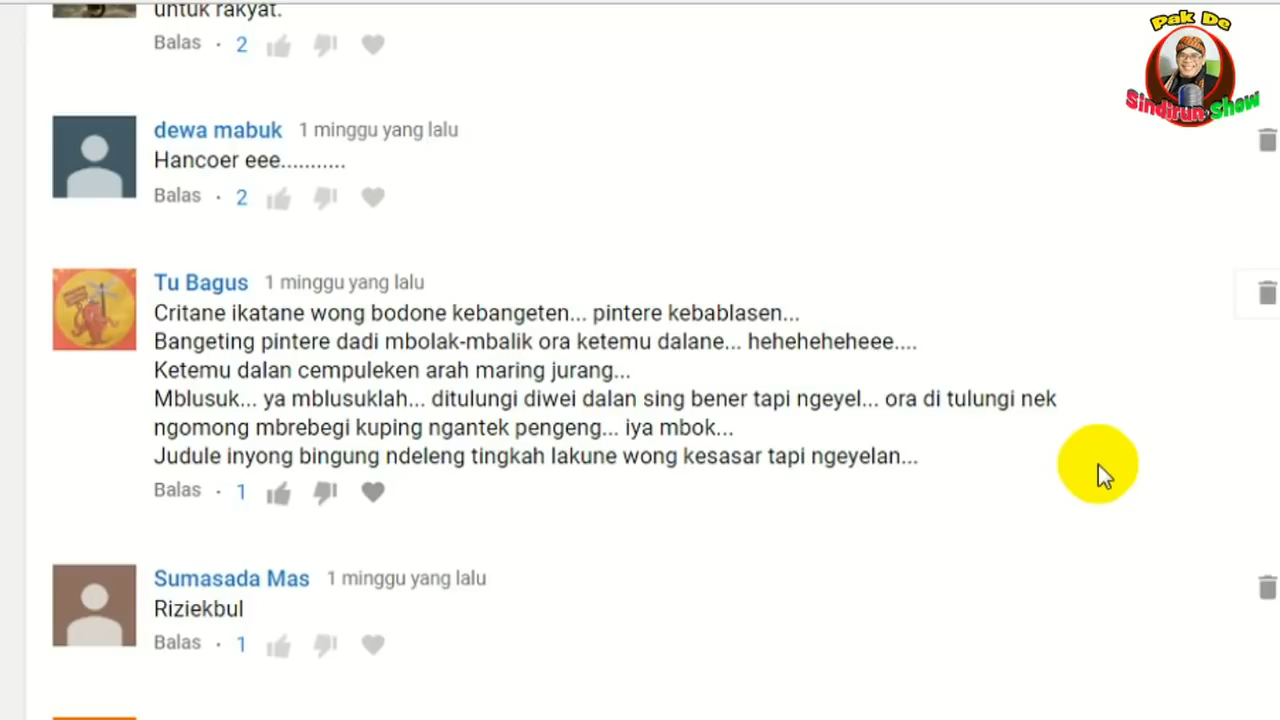 untuk rakyat.
Balas · 2
Pak De
Sindirun Show
dewa mabuk 1 minggu yang lalu
Hancoer eee...........
Balas · 2
Tu Bagus 1 minggu yang lalu
Critane ikatane wong bodone kebangeten... pintere kebablasen...
Bangeting pintere dadi mbolak-mbalik ora ketemu dalane... heheheheheee....
Ketemu dalan cempuleken arah maring jurang...
Mblusuk... ya mblusuklah... ditulungi diwei dalan sing bener tapi ngeyel... ora di tulungi nek
ngomong mbrebegi kuping ngantek pengeng... iya mbok...
Judule inyong bingung ndeleng tingkah lakune wong kesasar tapi ngeyelan...
Balas · 1
Sumasada Mas 1 minggu yang lalu
Riziekbul
Balas · 1